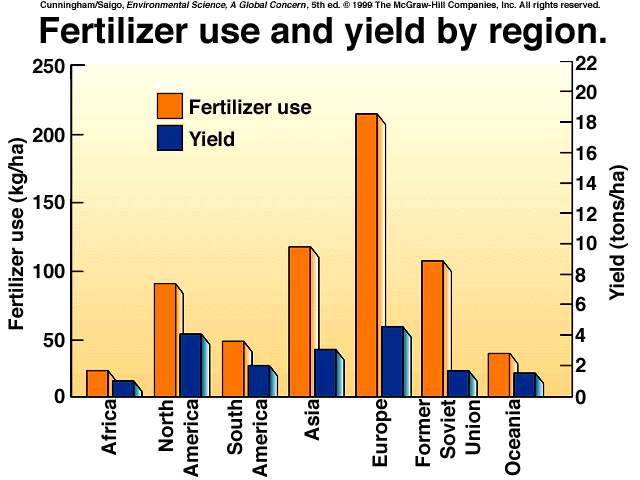 Cunningham/Saigo, Environmental Science, A Global Concern, 5th ed. © 1999 The McGraw-Hill Companies, Inc. All rights reserved.
Fertilizer use and yield by region.
Fertilizer use (kg/ha)
250
200
150
100
50
0
Fertilizer use
Yield
22
20
18
16
14
12
10
8
6
4
2
0
Yield (tons/ha)
Africa
North
America
South
America
Asia
Europe
Former
Soviet
Union
Oceania